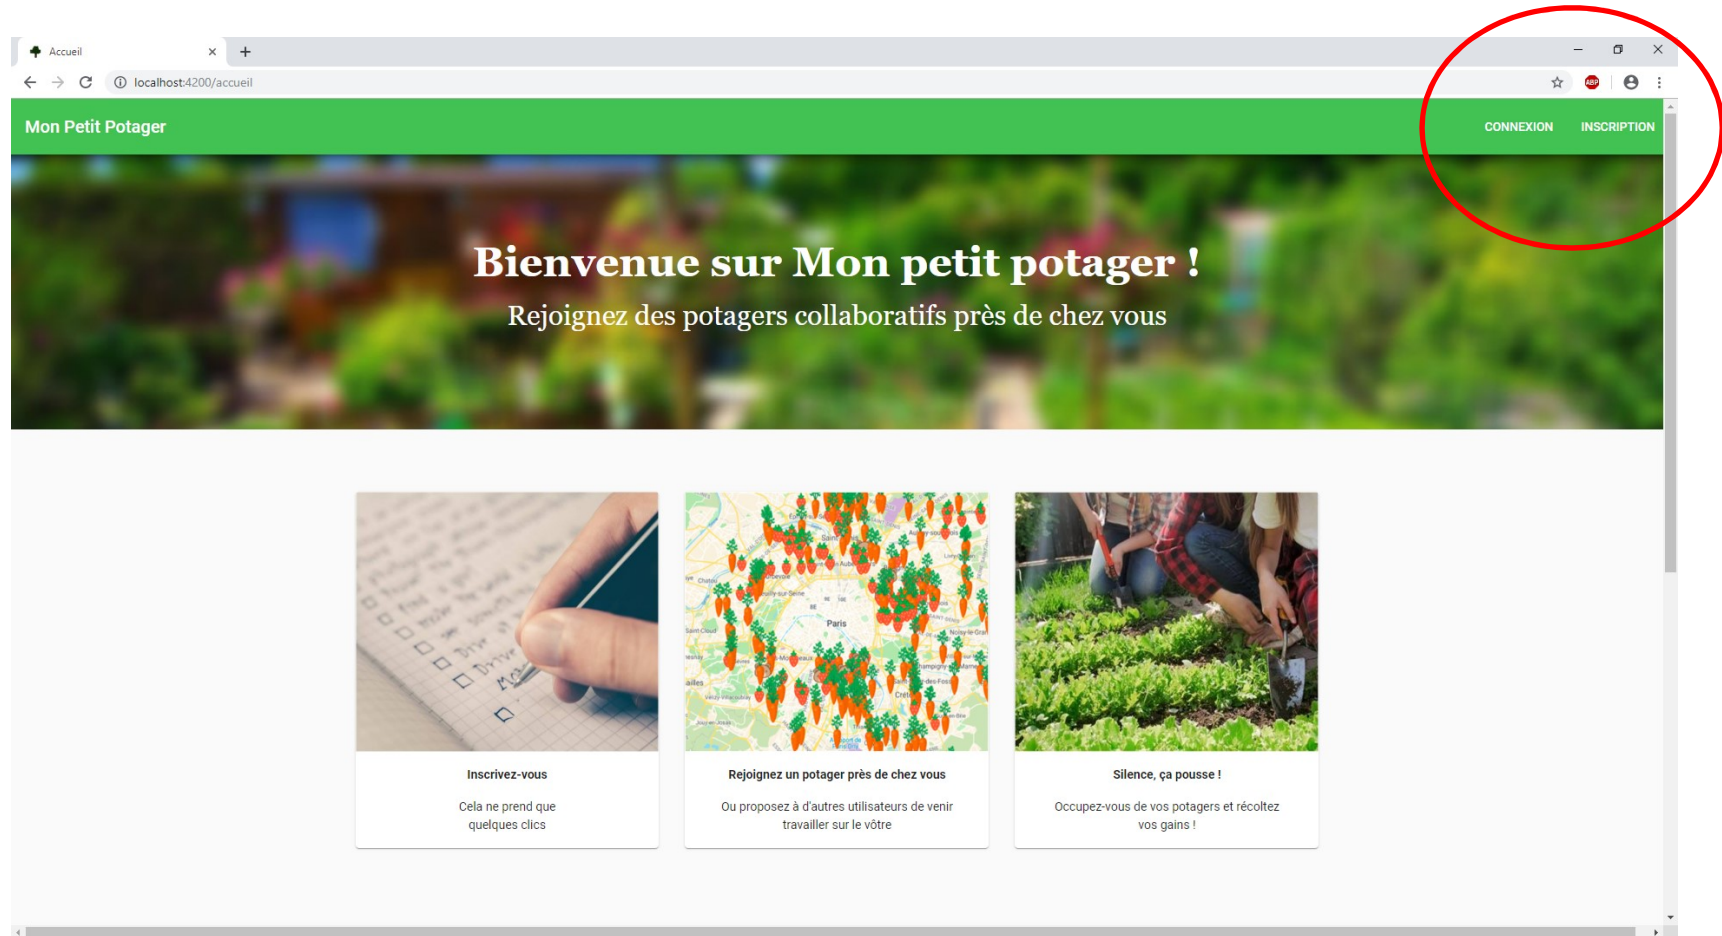 Accueil
localhost:4200/accueil
ABP
Mon Petit Potager
CONNEXION INSCRIPTION
Bienvenue sur Mon petit potager !
Rejoignez des potagers collaboratifs près de chez vous
Paris
Inscrivez-vous
Cela ne prend que
quelques clics
Rejoignez un potager près de chez vous
Ou proposez à d'autres utilisateurs de venir
travailler sur le vôtre
Silence, ça pousse !
Occupez-vous de vos potagers et récoltez
vos gains !